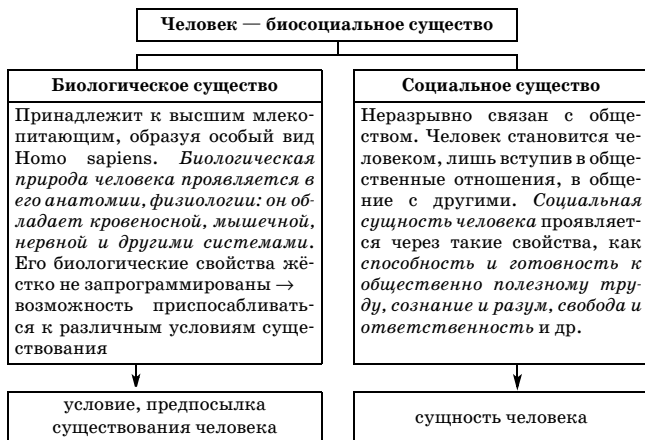 Человек — биосоциальное существо
Биологическое существо
Принадлежит к высшим млеко-
питающим, образуя особый вид
Homo sapiens. Биологическая
природа человека проявляется в
его анатомии, физиологии: он об-
ладает кровеносной, мышечной,
нервной и другими системами.
Его биологические свойства жё-
стко не запрограммированы →
возможность приспосабливать-
ся к различным условиям суще-
ствования
условие, предпосылка
существования человека
Социальное существо
Неразрывно связан с обще-
ством. Человек становится че-
ловеком, лишь вступив в обще-
ственные отношения, в обще-
ние с другими. Социальная
сущность человека проявляет-
ся через такие свойства, как
способность и готовность к
общественно полезному тру-
ду, сознание и разум, свобода и
ответственность и др.
сущность человека